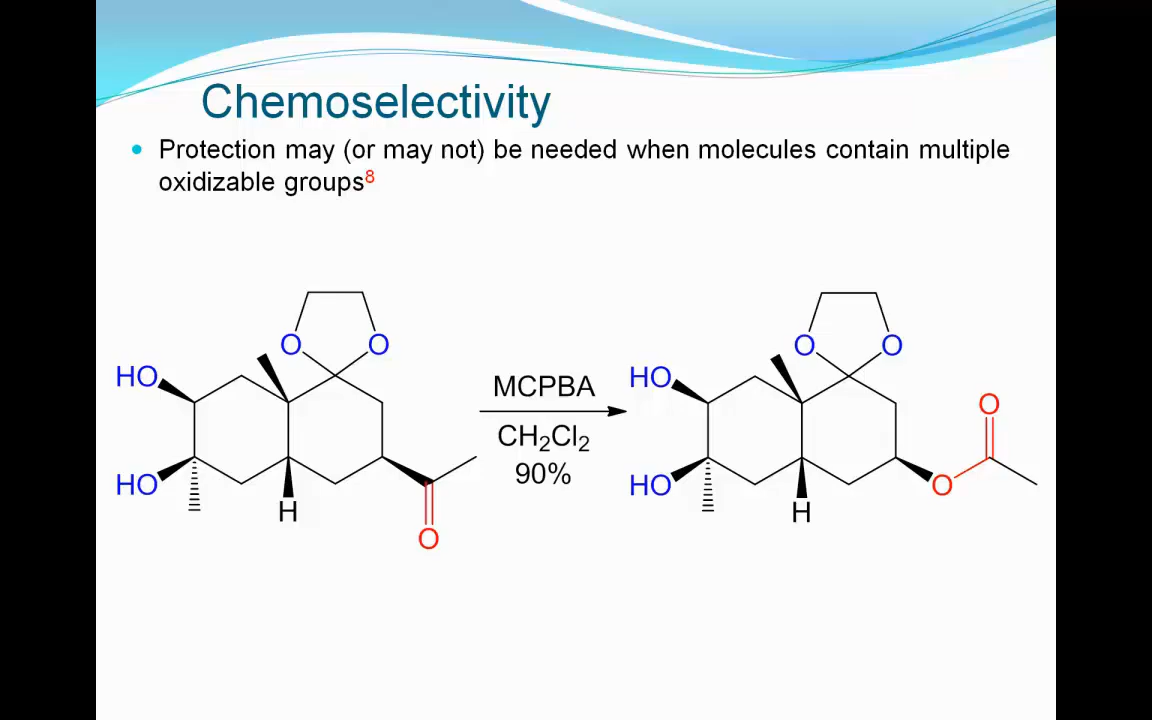 Chemoselectivity
• Protection may (or may not) be needed when molecules contain multiple
oxidizable groups8
O O
HO
HO
H
O
MCPBA
CH2Cl2
90%
O O
HO
HO
H
O
O